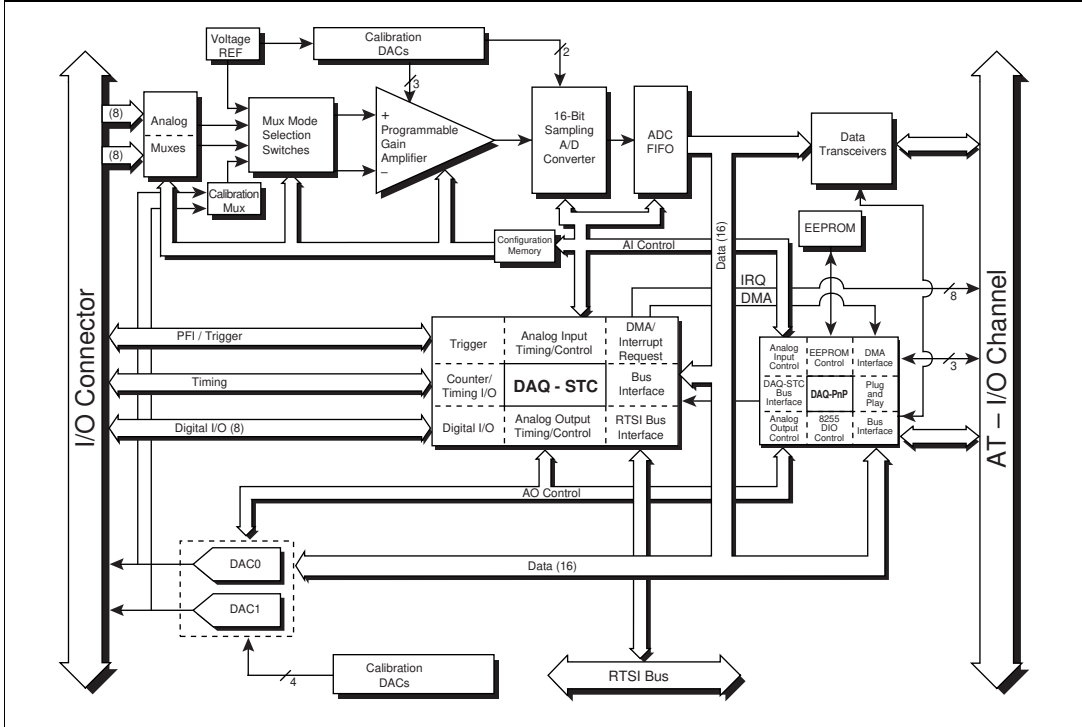 Voltage
REF
Calibration
DACs
2
3
(8)
(8)
Analog
Muxes
Mux Mode
Selection
Switches
+
Programmable
Gain
Amplifier
–
16-Bit
Sampling
A/D
Converter
ADC
FIFO
Data
Transceivers
Calibration
Mux
Configuration
Memory
AI Control
Data (16)
EEPROM
IRQ
DMA
8
3
I/O Connector
AT – I/O Channel
PFI / Trigger
Timing
Digital I/O (8)
Trigger
Analog Input
Timing/Control
DMA/
Interrupt
Request
Counter/
Timing I/O
DAQ - STC
Bus
Interface
Digital I/O
Analog Output
Timing/Control
RTSI Bus
Interface
Analog
Input
Control
EEPROM
Control
DMA
Interface
DAQ-STC
Bus
Interface
DAQ-PnP
Plug
and
Play
Analog
Output
Control
8255
DIO
Control
Bus
Interface
AO Control
DAC0
DAC1
Data (16)
4
Calibration
DACs
RTSI Bus